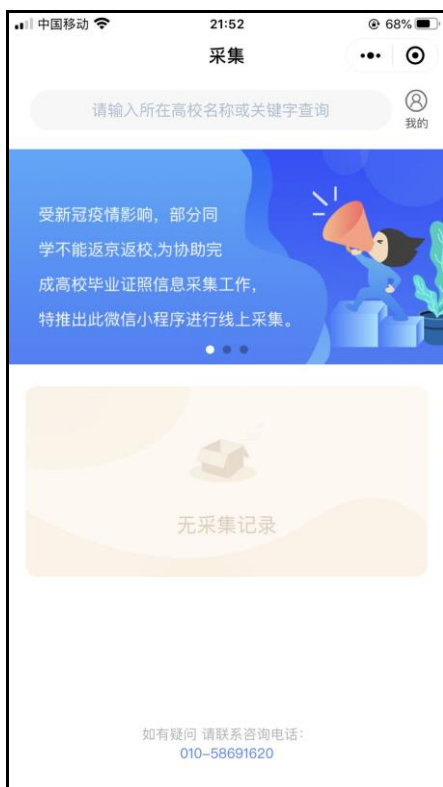 中国移动
21:52
68%
采集
请输入所在高校名称或关键字查询
我的
受新冠疫情影响，部分同
学不能返京返校,为协助完
成高校毕业证照信息采集工作，
特推出此微信小程序进行线上采集。
无采集记录
如有疑问 请联系咨询电话：
010-58691620